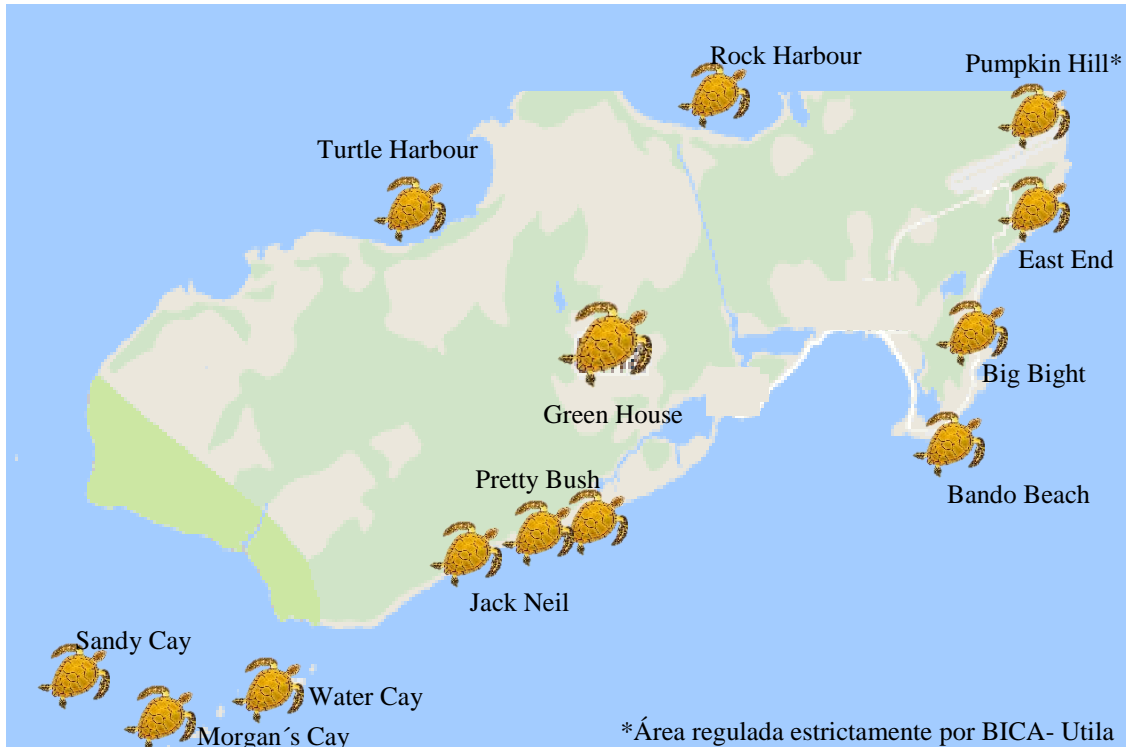 Rock Harbour
Pumpkin Hill*
Turtle Harbour
East End
Big Bight
Green House
Pretty Bush
Bando Beach
Jack Neil
Sandy Cay
Water Cay
Morgan´s Cay
*Área regulada estrictamente por BICA- Utila